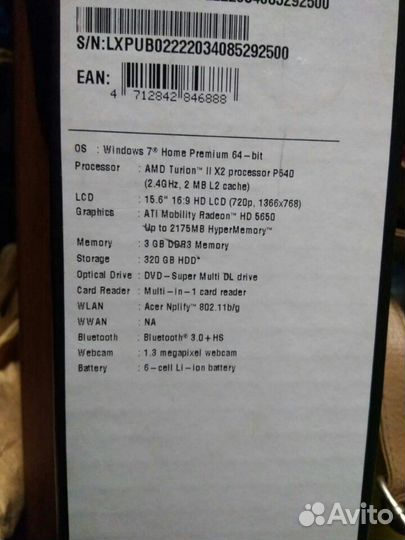 S/N:LXPUB02222034085292500
EAN:
4 712842 846888
OS : Windows 7® Home Premium 64-bit
Processor : AMD Turion™ II X2 processor P540
(2.4GHz, 2 MB L2 cache)
LCD : 15.6" 16:9 HD LCD (720p, 1366x768)
Graphics : ATI Mobility Radeon™ HD 5650
Up to 2175MB HyperMemory™
Memory : 3 GB DDR3 Memory
Storage : 320 GB HDD*
Optical Drive : DVD-Super Multi DL drive
Card Reader : Multi-in-1 card reader
WLAN : Acer Nplify™ 802.11b/g
WWAN : NA
Bluetooth : Bluetooth® 3.0+HS
Webcam : 1.3 megapixel webcam
Battery : 6-cell Li-ion battery
Avito